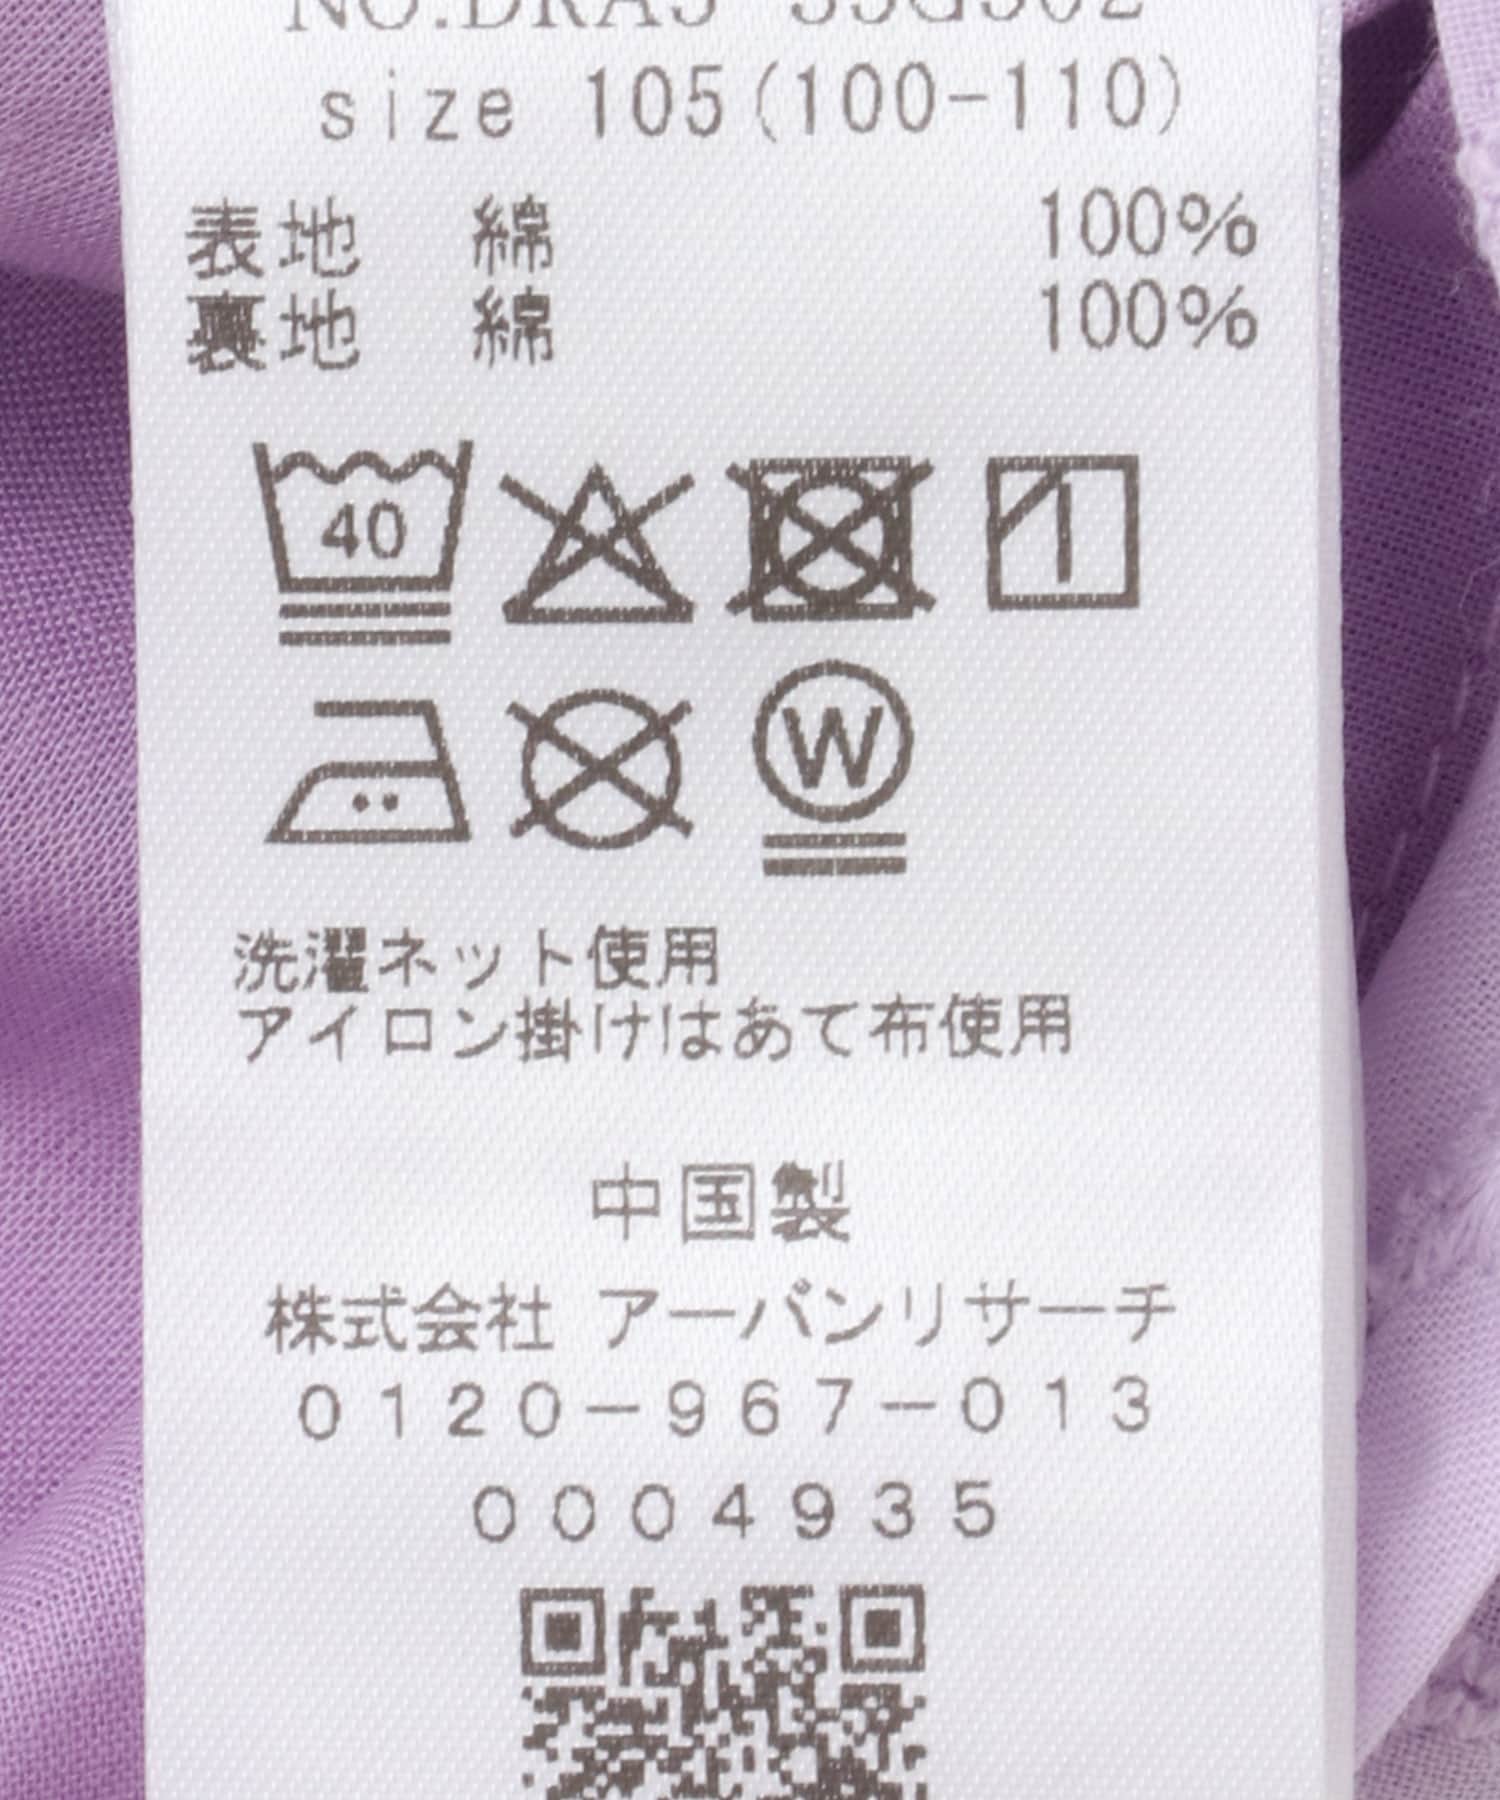 size 105(100-110)
表地 綿 100%
裏地 綿 100%
40
W
洗濯ネット使用
アイロン掛けはあて布使用
中国製
株式会社 アーバンリサーチ
0120-967-013
0004935